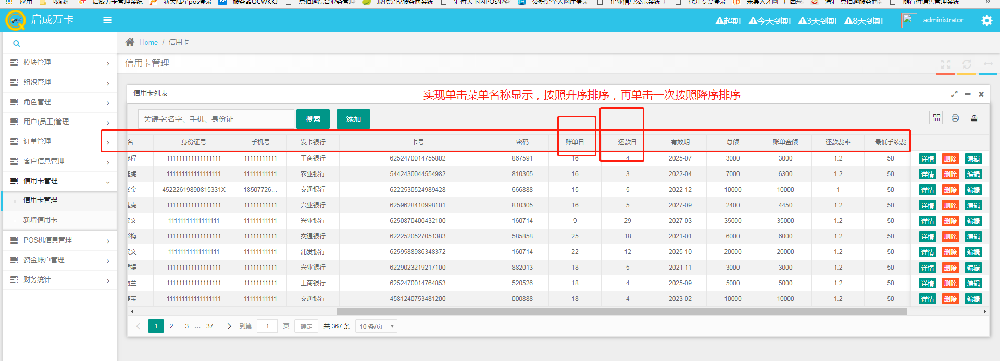 应用 收藏栏 启成万卡管理系统 新大陆星pos登录 服务器QCWKKJ 点佰趣综合业务管理 现代金控服务商系统 汇付天下闪POS业务 公积金个人网厅登录 企业信息公示系统-广 代开专票登录 来宾人才网--广西来 海汇-点佰趣服务商系 随行付销售管理系统 »
启成万卡 超期 今天到期 3天到期 8天到期 administrator
Home / 信用卡
模块管理
组织管理
角色管理
用户(员工)管理
订单管理
客户信息管理
信用卡管理
信用卡管理
新增信用卡
POS机信息管理
资金账户管理
财务统计
信用卡管理
信用卡列表
实现单击菜单名称显示，按照升序排序，再单击一次按照降序排序
关键字:名字、手机、身份证 搜索 添加
名 身份证号 手机号 发卡银行 卡号 密码 账单日 还款日 有效期 总额 账单金额 还款费率 最低手续费
程 111111111111111111 11111111111 工商银行 6252470014755802 867591 16 4 2025-07 3000 3000 1.2 50 详情 删除 编辑
虎 111111111111111111 11111111111 农业银行 5442430044554982 810305 16 3 2022-04 7000 6300 1.2 50 详情 删除 编辑
金 45222619890815331X 18507726... 交通银行 6222530524989428 666888 15 5 2022-12 10000 10000 1 50 详情 删除 编辑
虎 111111111111111111 11111111111 兴业银行 6259628410998101 810305 16 5 2027-09 2400 4450 1.2 50 详情 删除 编辑
文 11111111111111111 11111111111 兴业银行 6250870400432100 160714 9 29 2027-03 35000 35000 1.2 50 详情 删除 编辑
梅 111111111111111111 11111111111 交通银行 6222520527051383 585858 25 18 2021-01 6000 6000 1.2 50 详情 删除 编辑
文 11111111111111111 11111111111 浦发银行 6259588986348372 160714 22 12 2025-10 20000 20000 1.2 50 详情 删除 编辑
娱 111111111111111111 11111111111 兴业银行 6229023219217100 882013 18 5 2021-11 3000 3000 1.2 50 详情 删除 编辑
兰 111111111111111111 11111111111 工商银行 6252470014764853 520526 18 4 2025-09 5000 5000 1.2 50 详情 删除 编辑
宝 111111111111111111 11111111111 交通银行 4581240753481200 000888 18 4 2023-02 10000 10000 1.2 50 详情 删除 编辑
1 2 3 ... 37 到第 1 页 确定 共 367 条 10 条/页